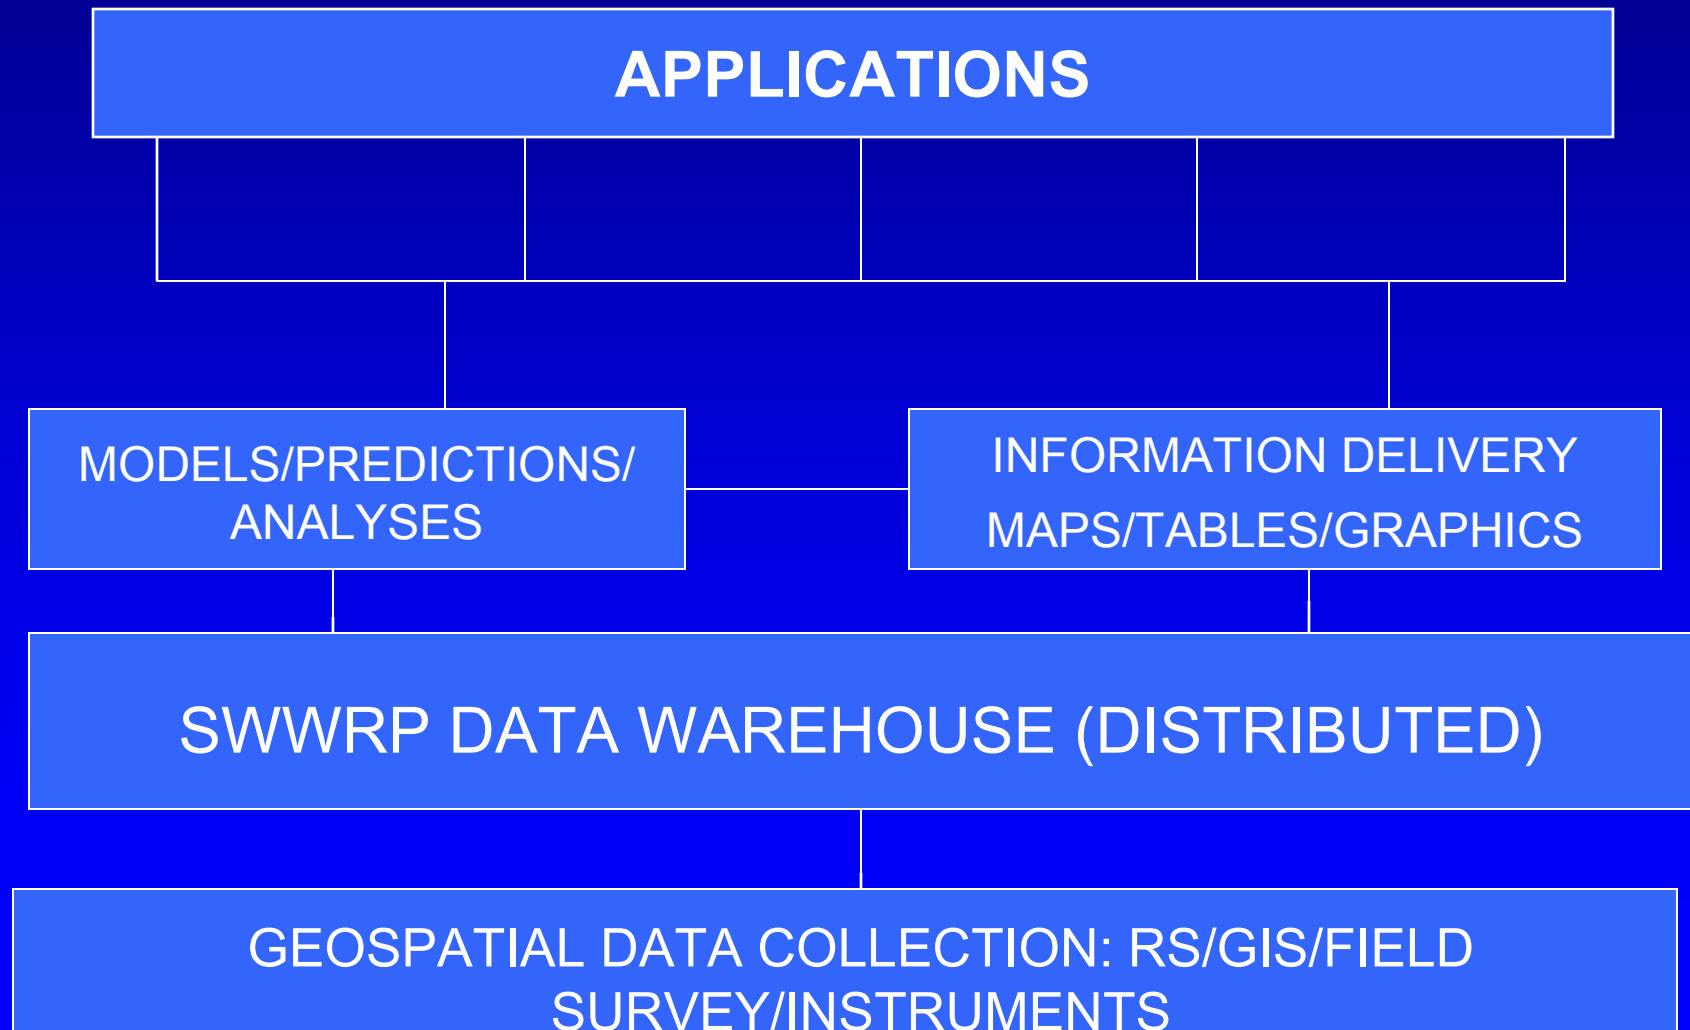 APPLICATIONS
MODELS/PREDICTIONS/
ANALYSES
INFORMATION DELIVERY
MAPS/TABLES/GRAPHICS
SWWRP DATA WAREHOUSE (DISTRIBUTED)
GEOSPATIAL DATA COLLECTION: RS/GIS/FIELD
SURVEY/INSTRUMENTS